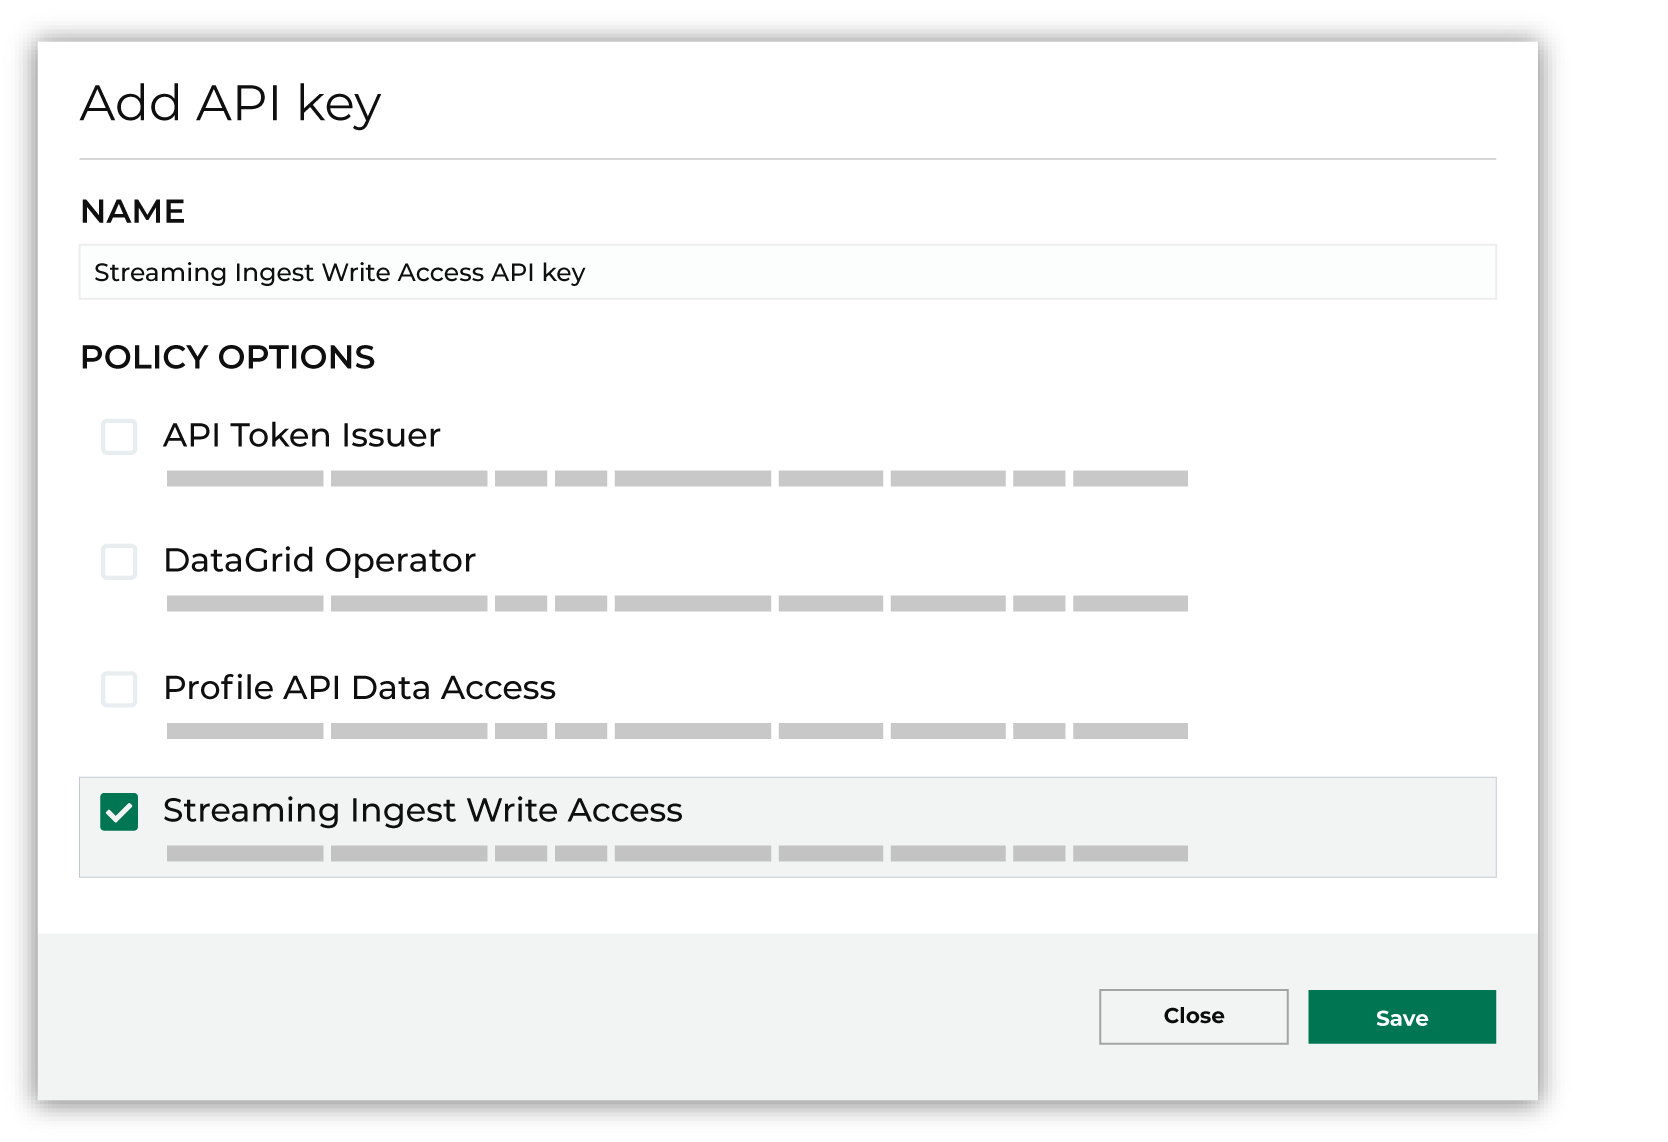 Add API key
NAME
Streaming Ingest Write Access API key
POLICY OPTIONS
API Token Issuer
DataGrid Operator
Profile API Data Access
Streaming Ingest Write Access
Close
Save